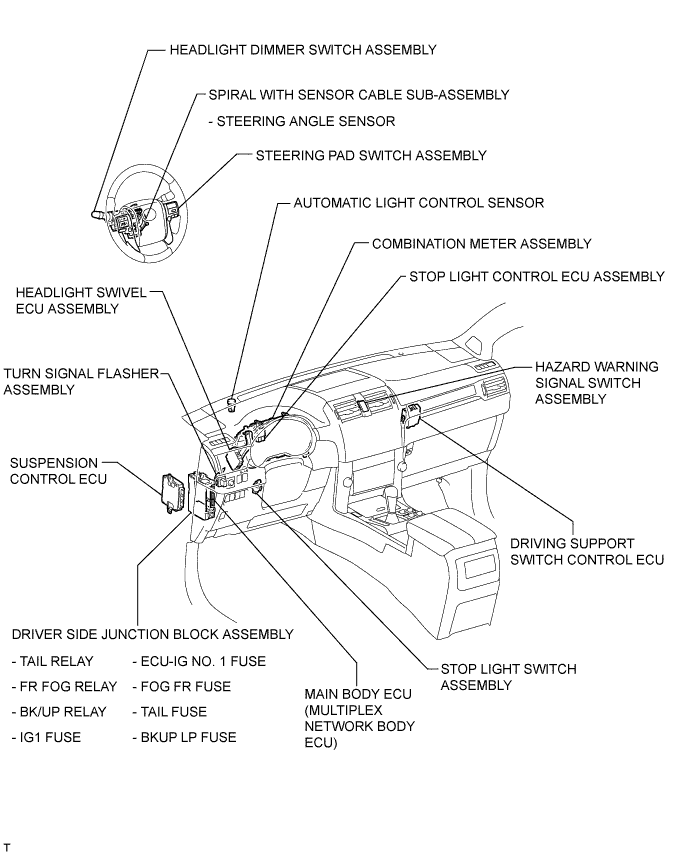 HEADLIGHT DIMMER SWITCH ASSEMBLY
SPIRAL WITH SENSOR CABLE SUB-ASSEMBLY
- STEERING ANGLE SENSOR
STEERING PAD SWITCH ASSEMBLY
AUTOMATIC LIGHT CONTROL SENSOR
COMBINATION METER ASSEMBLY
STOP LIGHT CONTROL ECU ASSEMBLY
HEADLIGHT SWIVEL
ECU ASSEMBLY
TURN SIGNAL FLASHER
ASSEMBLY
HAZARD WARNING
SIGNAL SWITCH
ASSEMBLY
SUSPENSION
CONTROL ECU
DRIVING SUPPORT
SWITCH CONTROL ECU
DRIVER SIDE JUNCTION BLOCK ASSEMBLY
- TAIL RELAY
- ECU-IG NO. 1 FUSE
- FR FOG RELAY
- FOG FR FUSE
- BK/UP RELAY
- TAIL FUSE
- IG1 FUSE
- BKUP LP FUSE
MAIN BODY ECU
(MULTIPLEX
NETWORK BODY
ECU)
STOP LIGHT SWITCH
ASSEMBLY
T